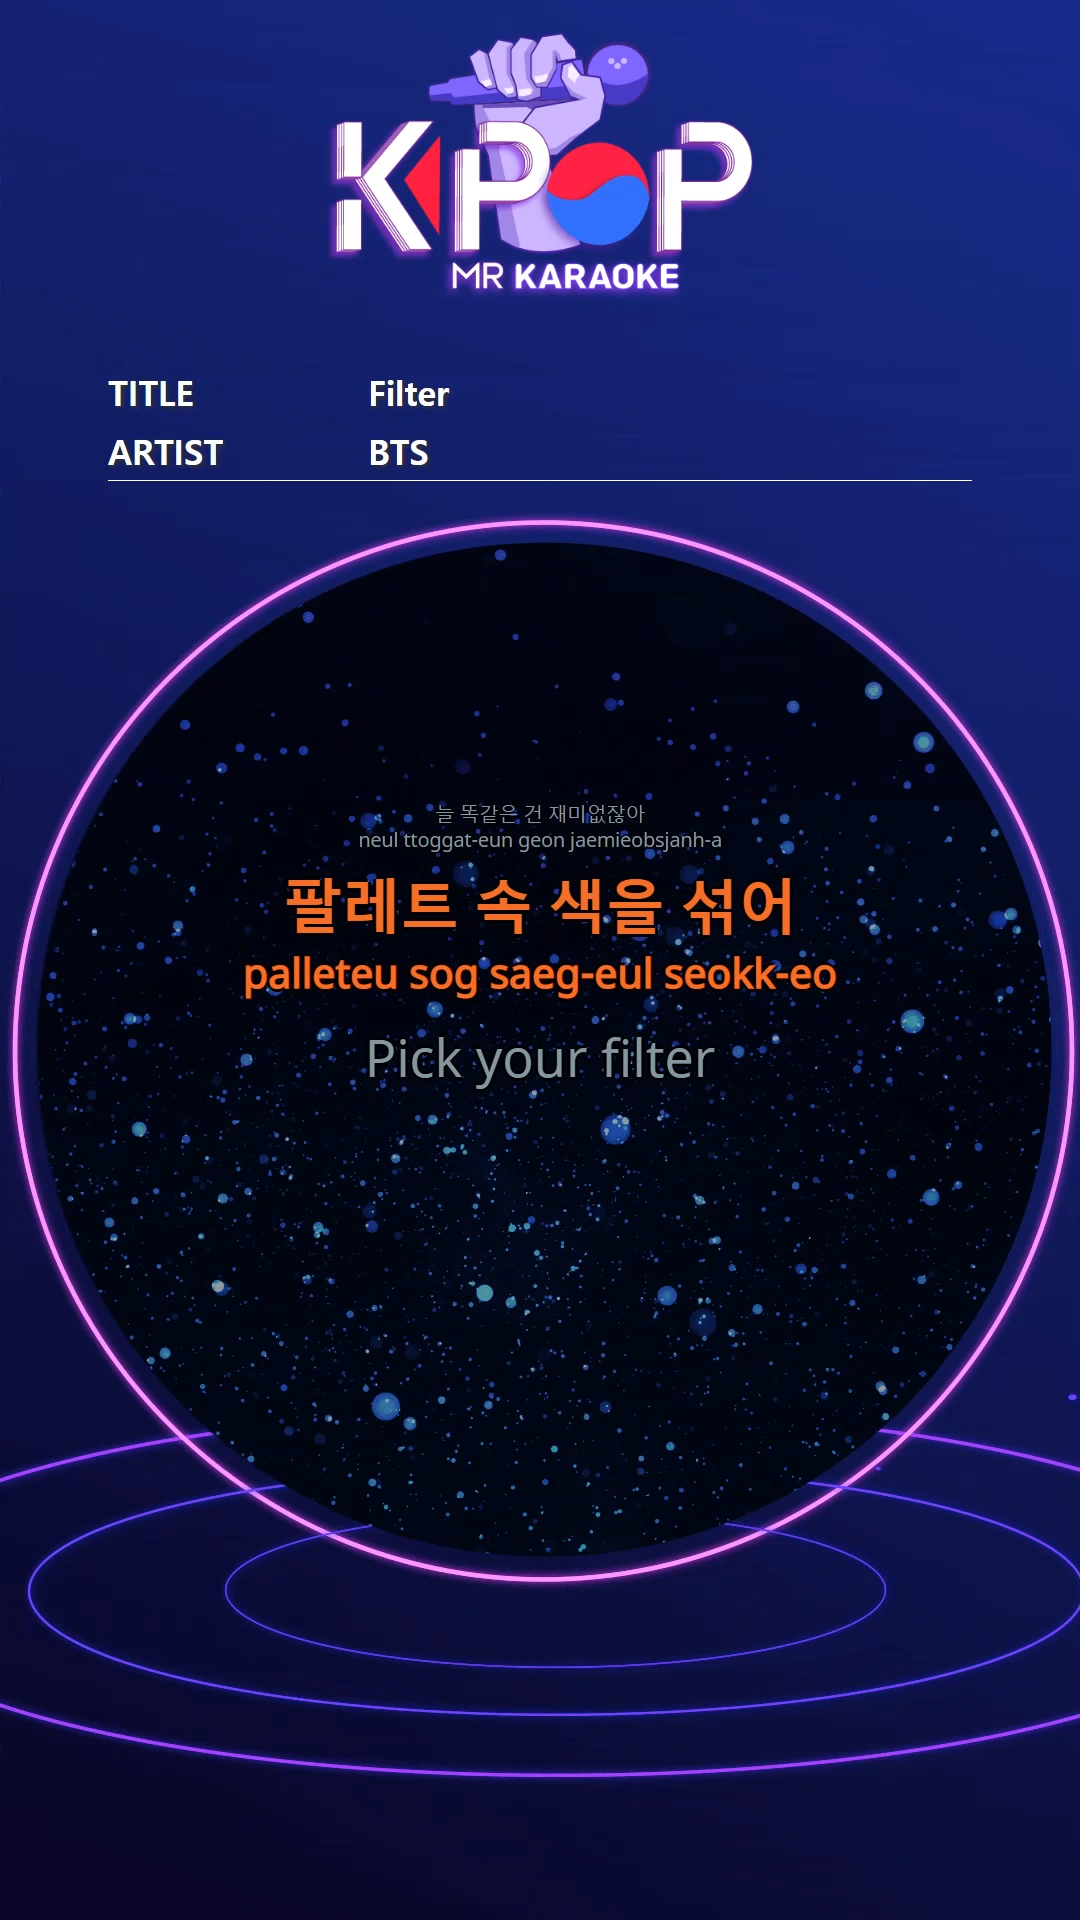 KPOP
MR KARAOKE
TITLE Filter
ARTIST BTS
늘 똑같은 건 재미없잖아
neul ttoggat-eun geon jaemieobsjanh-a
팔레트 속 색을 섞어
palleteu sog saeg-eul seokk-eo
Pick your filter